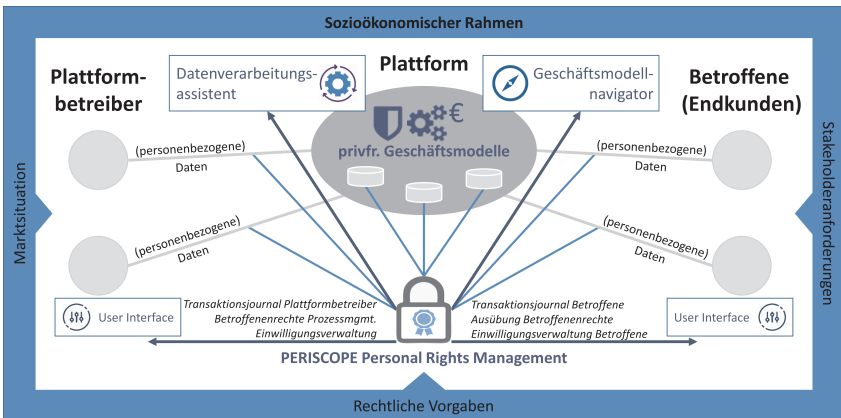 Sozioökonomischer Rahmen
Plattform-
betreiber
Datenverarbeitungs-
assistent
Plattform
Geschäftsmodell-
navigator
Betroffene
(Endkunden)
€
privfr. Geschäftsmodelle
(personenbezogene)
Daten
(personenbezogene)
Daten
(personenbezogene)
Daten
(personenbezogene)
Daten
Marktsituation
Stakeholderanforderungen
User Interface
Transaktionsjournal Plattformbetreiber
Betroffenenrechte Prozessmgmt.
Einwilligungsverwaltung
Transaktionsjournal Betroffene
Ausübung Betroffenenrechte
Einwilligungsverwaltung Betroffene
User Interface
PERISCOPE Personal Rights Management
Rechtliche Vorgaben